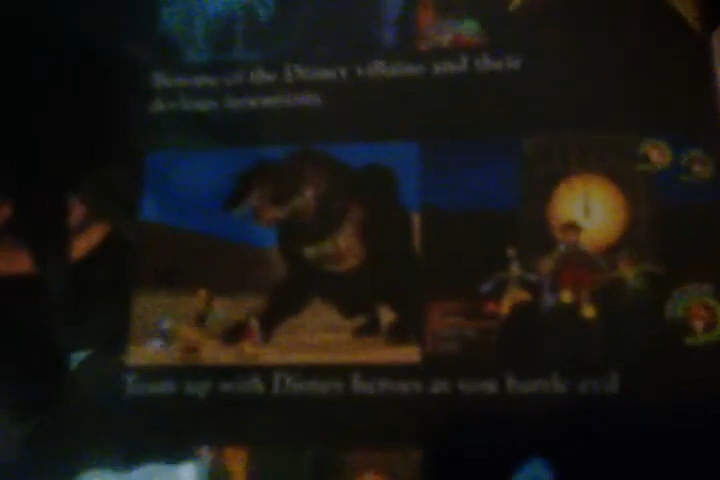 Beware of the Disney villains and their
devious intentions
Team up with Disney heroes as you battle evil